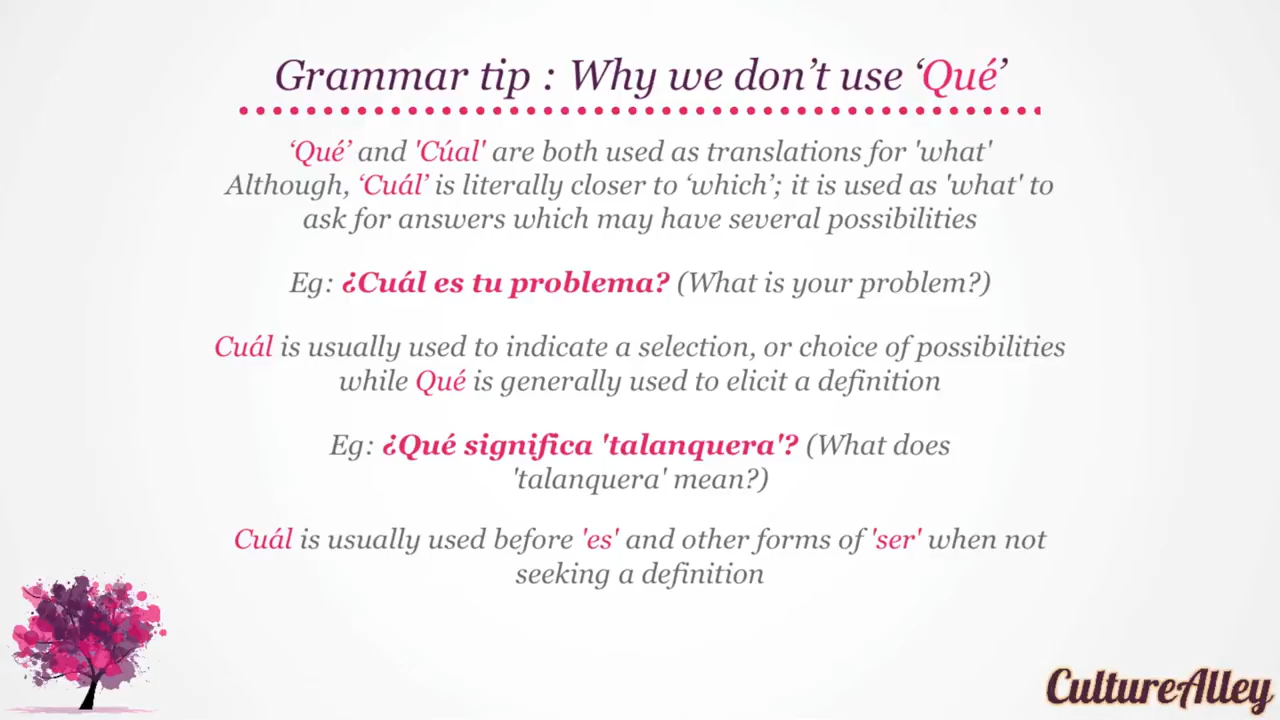 Grammar tip : Why we don’t use ‘Qué’
‘Qué’ and 'Cúal' are both used as translations for 'what'
Although, ‘Cuál’ is literally closer to ‘which’; it is used as 'what' to
ask for answers which may have several possibilities
Eg: ¿Cuál es tu problema? (What is your problem?)
Cuál is usually used to indicate a selection, or choice of possibilities
while Qué is generally used to elicit a definition
Eg: ¿Qué significa 'talanquera'? (What does
'talanquera' mean?)
Cuál is usually used before 'es' and other forms of 'ser' when not
seeking a definition
CultureAlley